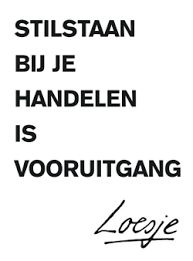 STILSTAAN
BIJ JE
HANDELEN
IS
VOORUITGANG
Loesje